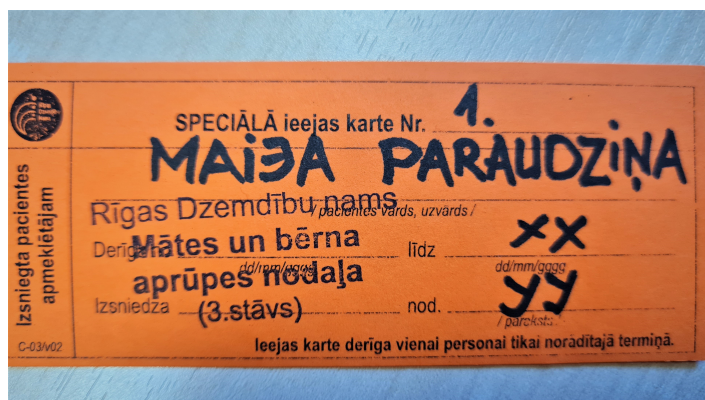 Izsniegta pacientes
apmeklētājam
C-03/v02
SPECIĀLĀ ieejas karte Nr. 1.
MAIJA PARAUDZIŅA
/ pacientes vārds, uzvārds /
Rīgas Dzemdību nams
Mātes un bērna
aprūpes nodaļa
(3.stāvs)
Derīga līdz xx
dd/mm/gggg dd/mm/gggg
Izsniedza nod. yy
/ paraksts
Ieejas karte derīga vienai personai tikai norādītajā termiņā.